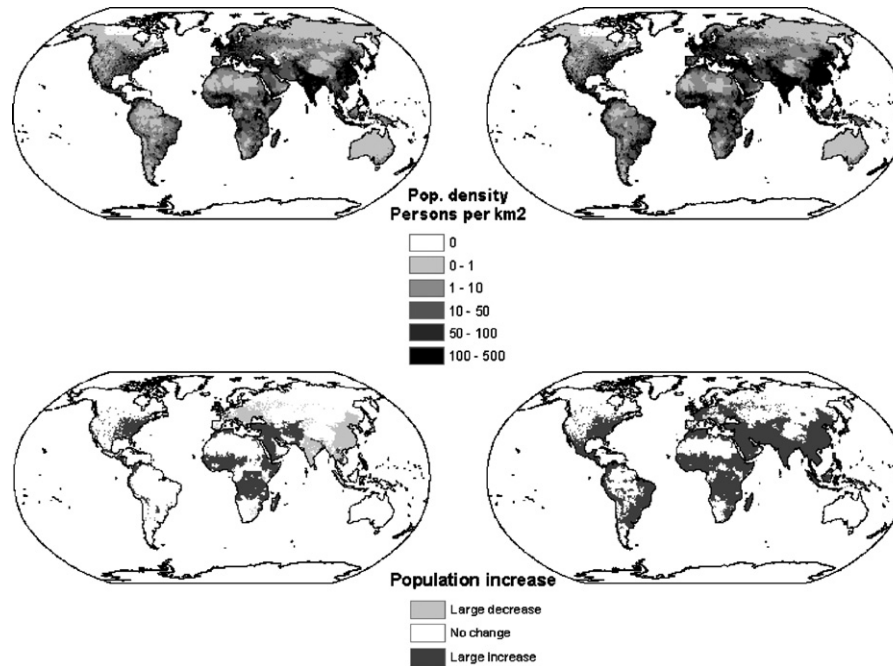 Pop. density
Persons per km2
0
0 - 1
1 - 10
10 - 50
50 - 100
100 - 500
Population increase
Large decrease
No change
Large Increase